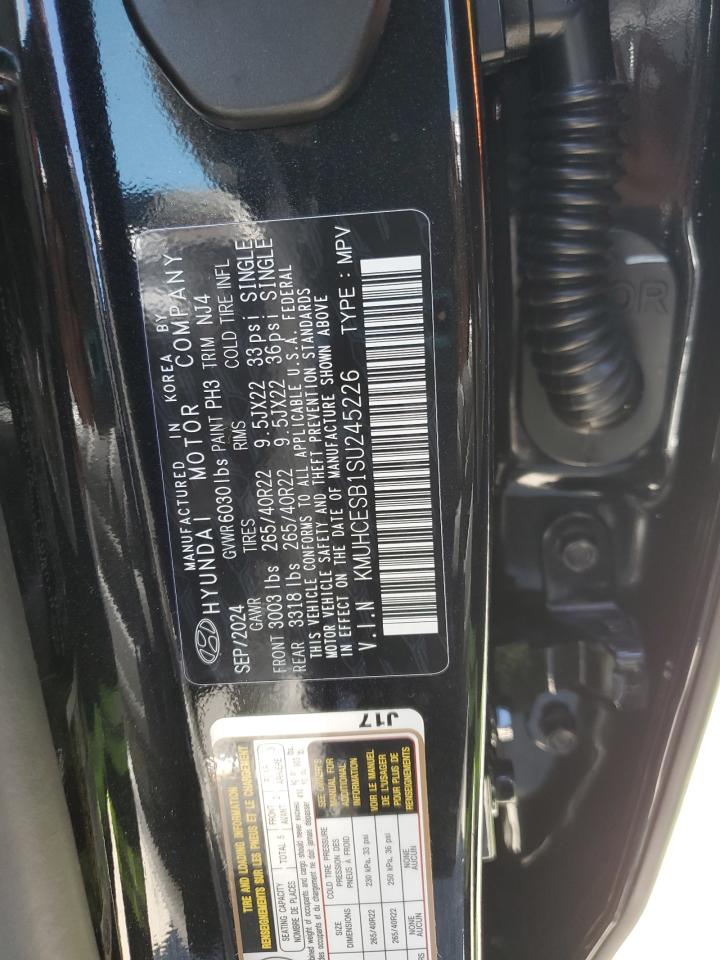 MANUFACTURED IN KOREA BY
HYUNDAI MOTOR COMPANY
SEP/2024 GVWR 6030lbs PAINT PH3 TRIM NJ4
GAWR TIRES RIMS COLD TIRE INFL
FRONT 3003 lbs 265/40R22 9.5JX22 33psi SINGLE
REAR 3318 lbs 265/40R22 9.5JX22 36psi SINGLE
THIS VEHICLE CONFORMS TO ALL APPLICABLE U.S.A. FEDERAL
MOTOR VEHICLE SAFETY AND THEFT PREVENTION STANDARDS
IN EFFECT ON THE DATE OF MANUFACTURE SHOWN ABOVE
V.I.N KMUHCESB1SU245226 TYPE : MPV
J17
TIRE AND LOADING INFORMATION
RENSEIGNEMENTS SUR LES PNEUS ET LE CHARGEMENT
SEATING CAPACITY
NOMBRE DE PLACES
TOTAL 5
FRONT
AVANT
ARRIÈRE 3
SIZE
DIMENSIONS
COLD TIRE PRESSURE
PRESSION DES
PNEUS À FROID
265/40R22 230 kPa, 33 psi
265/40R22 250 kPa, 36 psi
NONE
AUCUN
NONE
AUCUN
SEE OWNER'S
MANUAL FOR
ADDITIONAL
INFORMATION
VOIR LE MANUEL
DE L'USAGER
POUR PLUS DE
RENSEIGNEMENTS